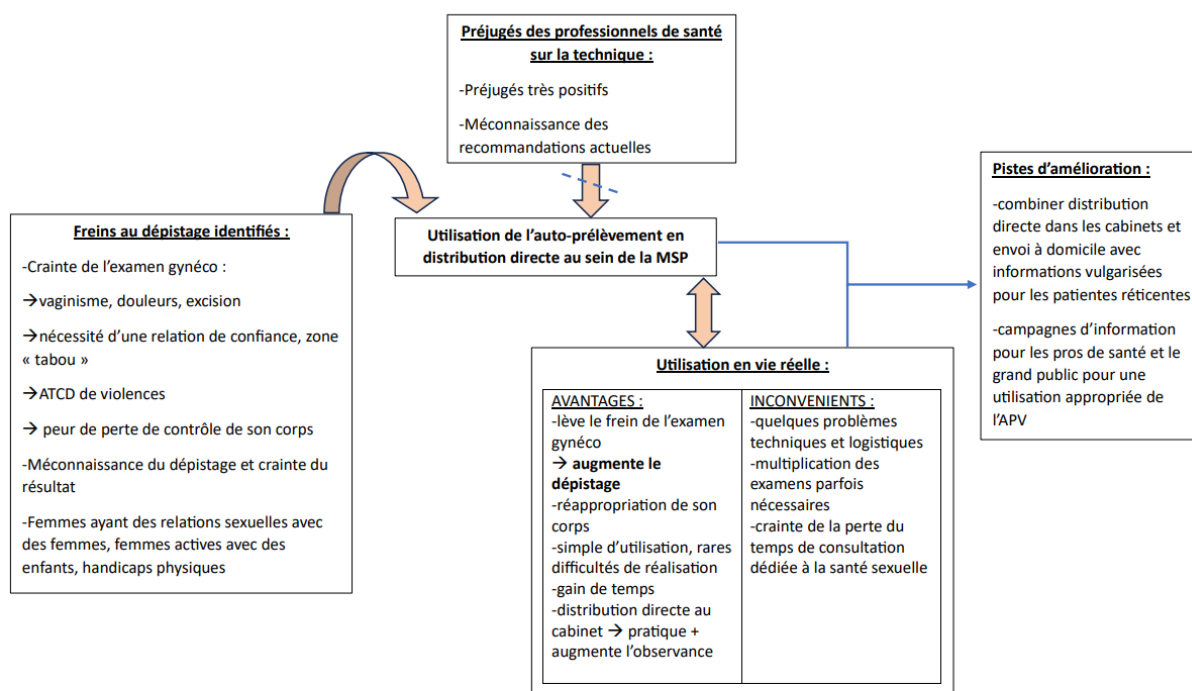 Préjugés des professionnels de santé
sur la technique :
-Préjugés très positifs
-Méconnaissance des
recommandations actuelles
Freins au dépistage identifiés :
-Crainte de l’examen gynéco :
→vaginisme, douleurs, excision
→nécessité d’une relation de confiance, zone
« tabou »
→ATCD de violences
→ peur de perte de contrôle de son corps
-Méconnaissance du dépistage et crainte du
résultat
-Femmes ayant des relations sexuelles avec
des femmes, femmes actives avec des
enfants, handicaps physiques
Utilisation de l’auto-prélèvement en
distribution directe au sein de la MSP
Utilisation en vie réelle :
AVANTAGES :
-lève le frein de l’examen
gynéco
→ augmente le
dépistage
-réappropriation de son
corps
-simple d’utilisation, rares
difficultés de réalisation
-gain de temps
-distribution directe au
cabinet → pratique +
augmente l’observance
INCONVENIENTS :
-quelques problèmes
techniques et logistiques
-multiplication des
examens parfois
nécessaires
-crainte de la perte du
temps de consultation
dédiée à la santé sexuelle
Pistes d’amélioration :
-combiner distribution
directe dans les cabinets et
envoi à domicile avec
informations vulgarisées
pour les patientes réticentes
-campagnes d’information
pour les pros de santé et le
grand public pour une
utilisation appropriée de
l’APV